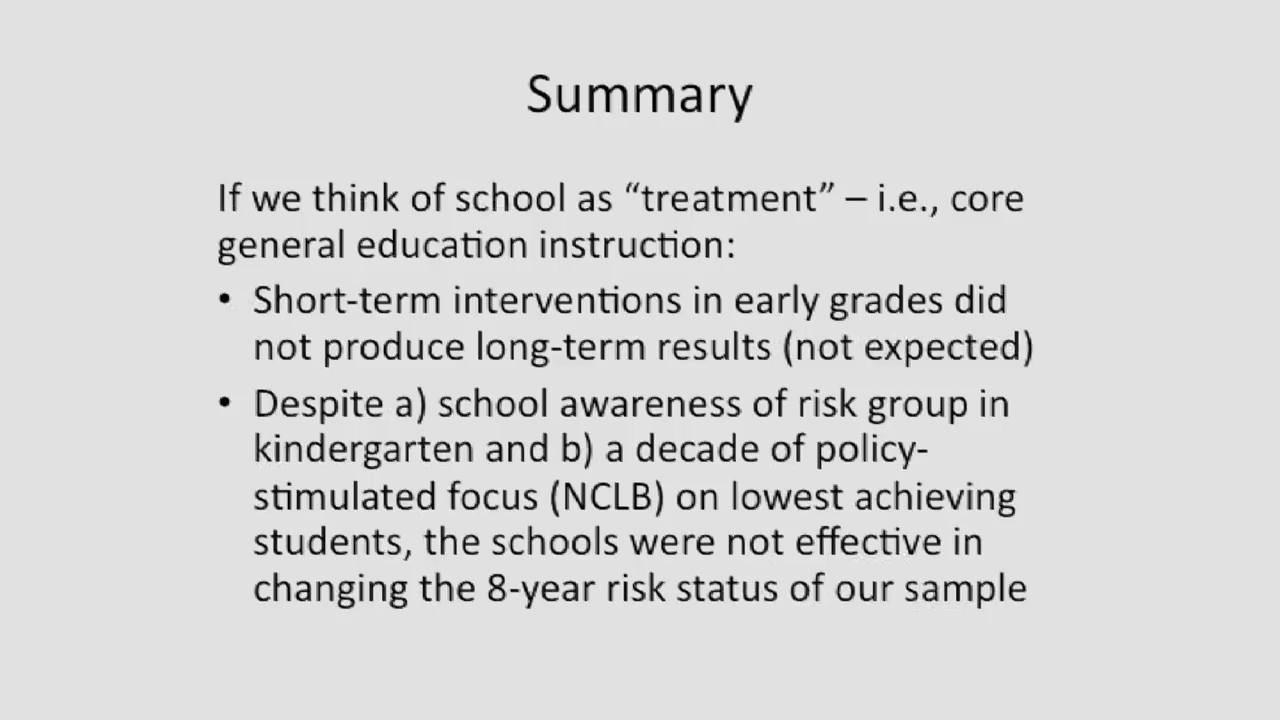 Summary
If we think of school as “treatment” – i.e., core
general education instruction:
• Short-term interventions in early grades did
not produce long-term results (not expected)
• Despite a) school awareness of risk group in
kindergarten and b) a decade of policy-
stimulated focus (NCLB) on lowest achieving
students, the schools were not effective in
changing the 8-year risk status of our sample